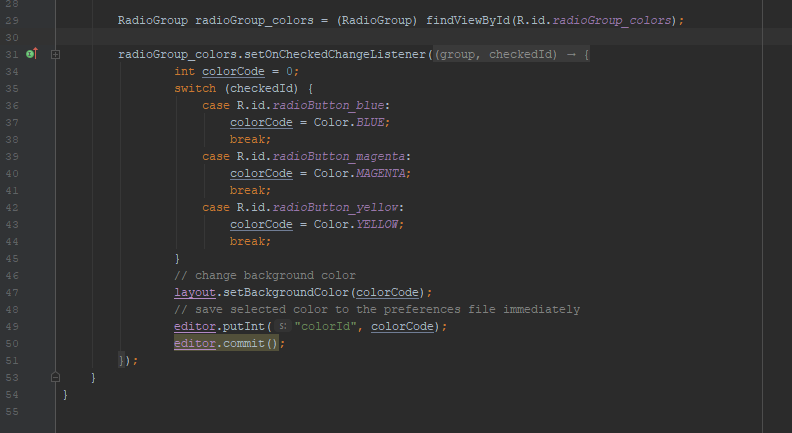 28
29 RadioGroup radioGroup_colors = (RadioGroup) findViewById(R.id.radioGroup_colors);
30
31 radioGroup_colors.setOnCheckedChangeListener((group, checkedId) → {
34 int colorCode = 0;
35 switch (checkedId) {
36 case R.id.radioButton_blue:
37 colorCode = Color.BLUE;
38 break;
39 case R.id.radioButton_magenta:
40 colorCode = Color.MAGENTA;
41 break;
42 case R.id.radioButton_yellow:
43 colorCode = Color.YELLOW;
44 break;
45 }
46 // change background color
47 layout.setBackgroundColor(colorCode);
48 // save selected color to the preferences file immediately
49 editor.putInt( s: "colorId", colorCode);
50 editor.commit();
51 });
53 }
54 }
55